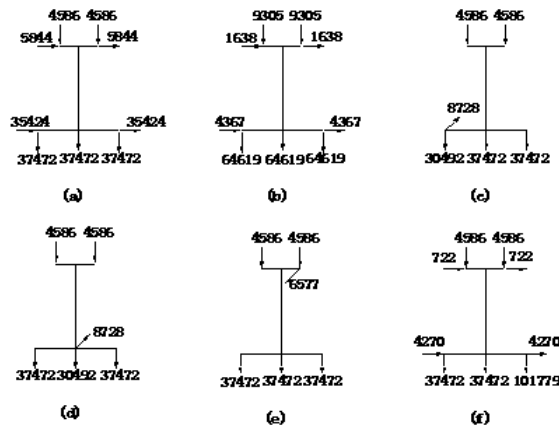 4586 4586
5844 5844
35424 35424
37472 37472 37472
(a)
9305 9305
1638 1638
4367 4367
64619 64619 64619
(b)
4586 4586
8728
30492 37472 37472
(c)
4586 4586
8728
37472 30492 37472
(d)
4586 4586
6577
37472 37472 37472
(e)
4586 4586
722 722
4270 4270
37472 37472 101779
(f)